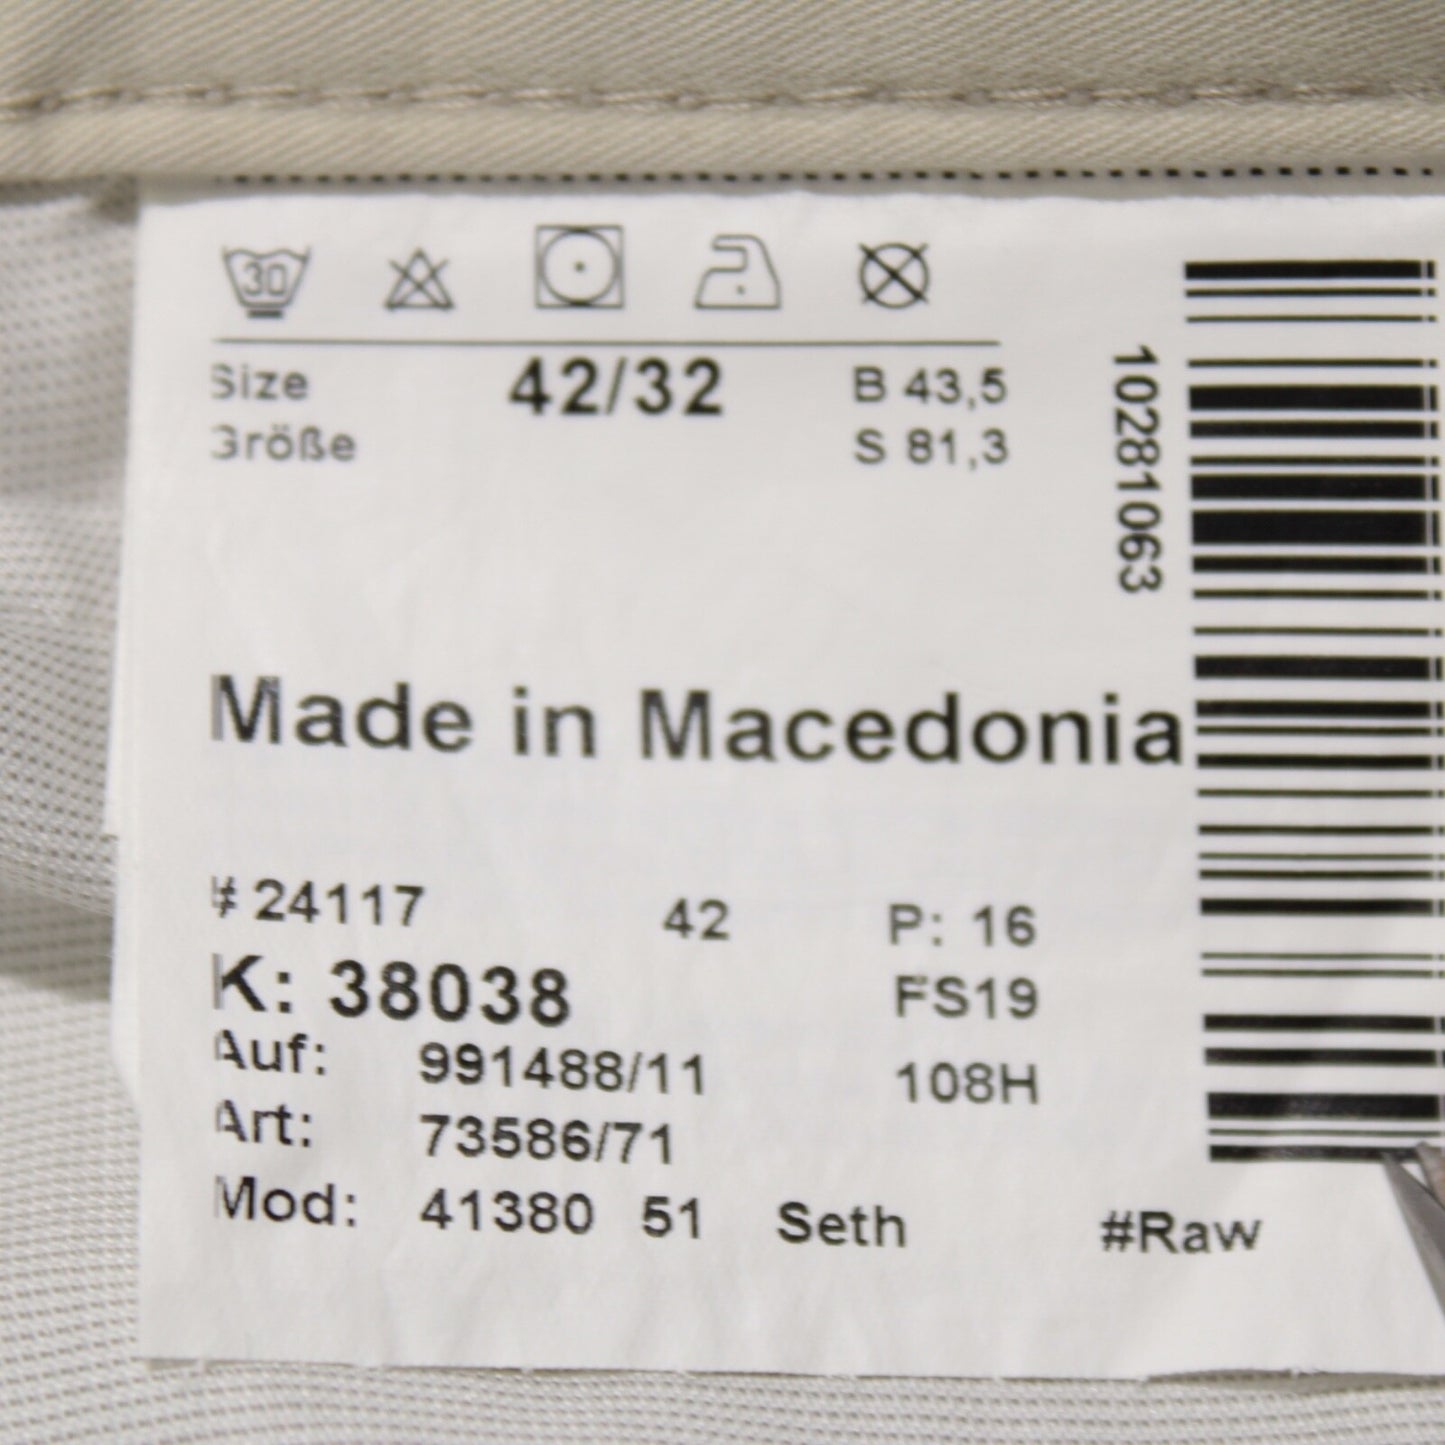 30
Size 42/32 B 43,5
Größe S 81,3
10281063
Made in Macedonia
# 24117 42 P: 16
K: 38038 FS19
Auf: 991488/11 108H
Art: 73586/71
Mod: 41380 51 Seth #Raw